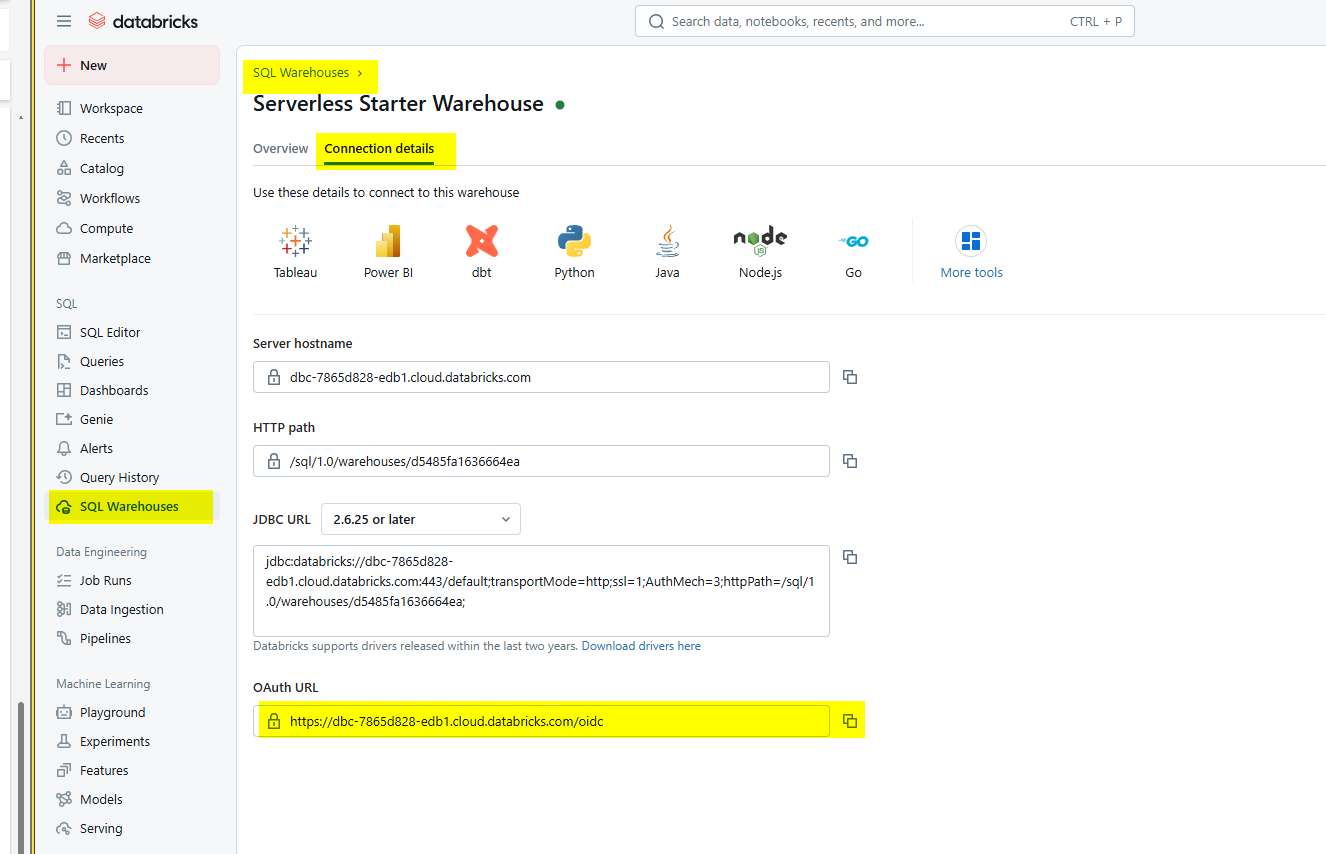 databricks
Search data, notebooks, recents, and more...
CTRL + P
New
Workspace
Recents
Catalog
Workflows
Compute
Marketplace
SQL
SQL Editor
Queries
Dashboards
Genie
Alerts
Query History
SQL Warehouses
Data Engineering
Job Runs
Data Ingestion
Pipelines
Machine Learning
Playground
Experiments
Features
Models
Serving
SQL Warehouses >
Serverless Starter Warehouse
Overview
Connection details
Use these details to connect to this warehouse
Tableau
Power BI
dbt
Python
Java
node
JS
Node.js
GO
Go
More tools
Server hostname
dbc-7865d828-edb1.cloud.databricks.com
HTTP path
/sql/1.0/warehouses/d5485fa1636664ea
JDBC URL
2.6.25 or later
jdbc:databricks://dbc-7865d828-
edb1.cloud.databricks.com:443/default;transportMode=http;ssl=1;AuthMech=3;httpPath=/sql/1
.0/warehouses/d5485fa1636664ea;
Databricks supports drivers released within the last two years. Download drivers here
OAuth URL
https://dbc-7865d828-edb1.cloud.databricks.com/oidc